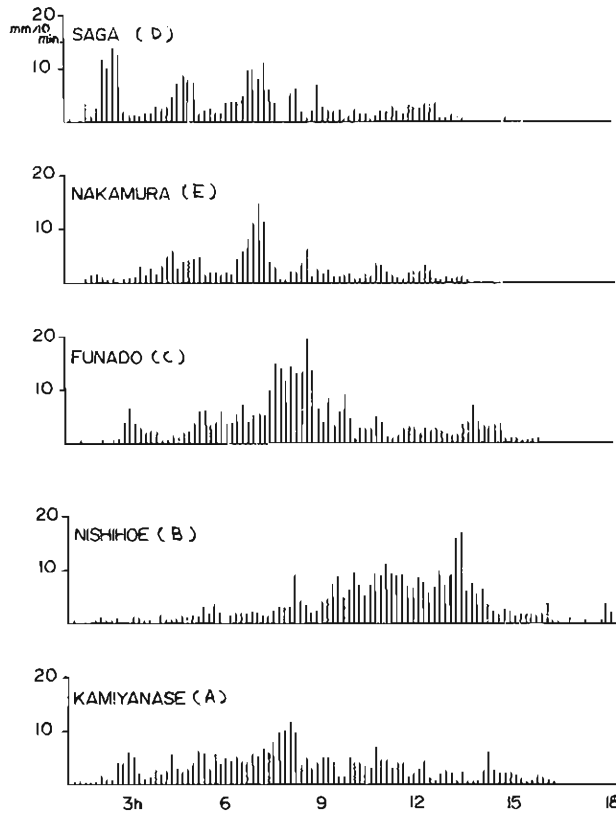 20
mm/10
min.
SAGA (D)
10
20
NAKAMURA (E)
10
20
FUNADO (C)
10
20
NISHIHOE (B)
10
20
KAMIYANASE (A)
10
3h 6 9 12 15 18